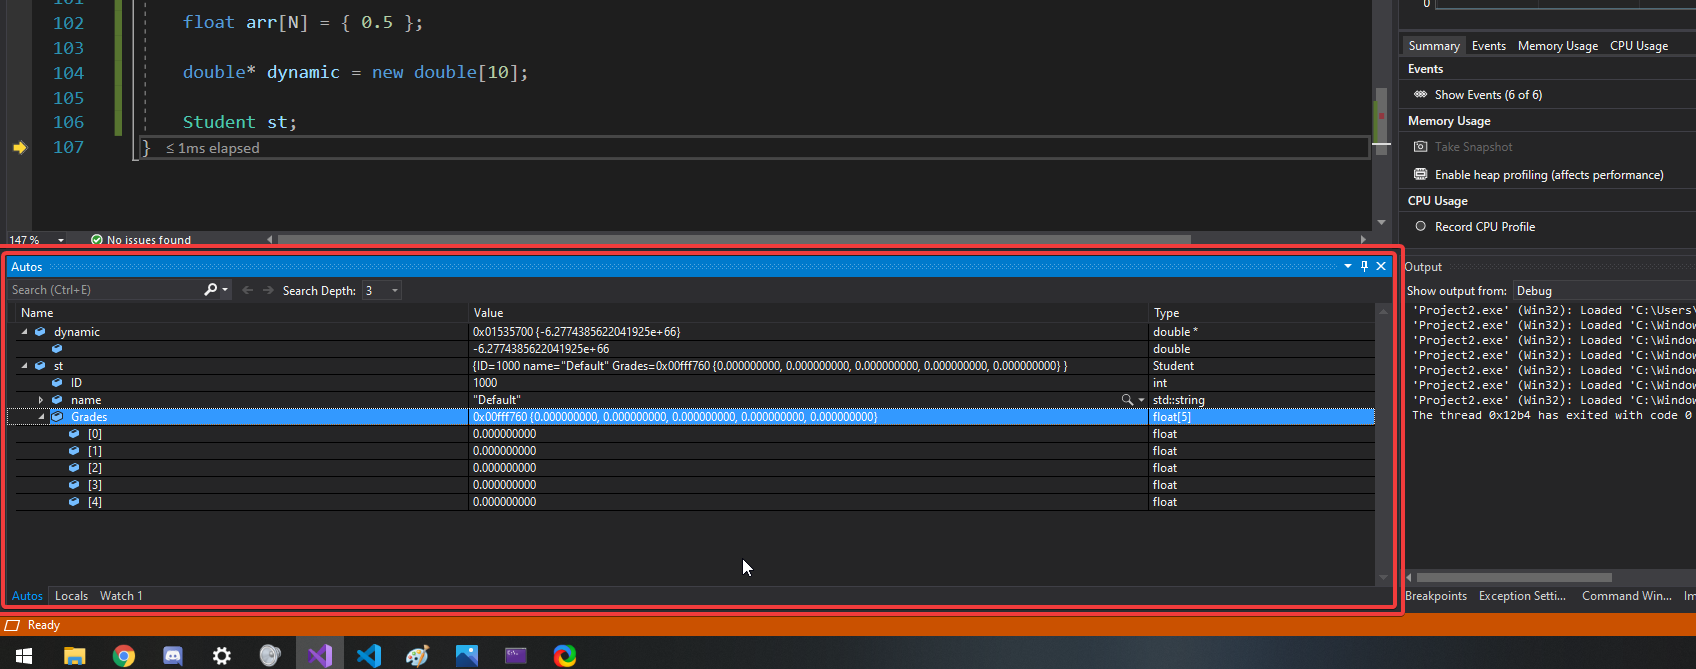 101
102 float arr[N] = { 0.5 };
103
104 double* dynamic = new double[10];
105
106 Student st;
107 } ≤ 1ms elapsed
147 % No issues found
0
Summary Events Memory Usage CPU Usage
Events
Show Events (6 of 6)
Memory Usage
Take Snapshot
Enable heap profiling (affects performance)
CPU Usage
Record CPU Profile
Autos
Search (Ctrl+E) Search Depth: 3
Name Value Type
dynamic 0x01535700 {-6.2774385622041925e+66} double *
-6.2774385622041925e+66 double
st {ID=1000 name="Default" Grades=0x00fff760 {0.000000000, 0.000000000, 0.000000000, 0.000000000, 0.000000000} } Student
ID 1000 int
name "Default" std::string
Grades 0x00fff760 {0.000000000, 0.000000000, 0.000000000, 0.000000000, 0.000000000} float[5]
[0] 0.000000000 float
[1] 0.000000000 float
[2] 0.000000000 float
[3] 0.000000000 float
[4] 0.000000000 float
Autos Locals Watch 1
Output
Show output from: Debug
'Project2.exe' (Win32): Loaded 'C:\Users\
'Project2.exe' (Win32): Loaded 'C:\Window
'Project2.exe' (Win32): Loaded 'C:\Window
'Project2.exe' (Win32): Loaded 'C:\Window
'Project2.exe' (Win32): Loaded 'C:\Window
'Project2.exe' (Win32): Loaded 'C:\Window
'Project2.exe' (Win32): Loaded 'C:\Window
The thread 0x12b4 has exited with code 0
Breakpoints Exception Setti... Command Win... Im
Ready